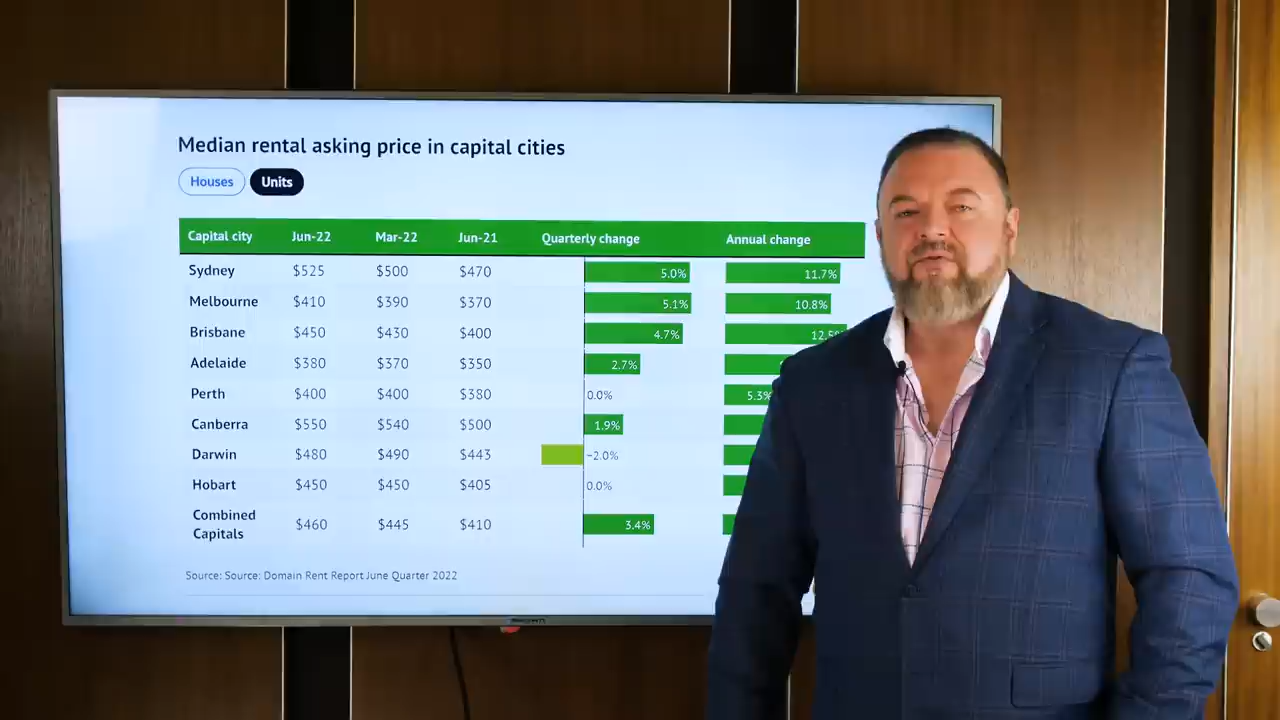 Median rental asking price in capital cities
Houses Units
Capital city Jun-22 Mar-22 Jun-21 Quarterly change Annual change
Sydney $525 $500 $470 5.0% 11.7%
Melbourne $410 $390 $370 5.1% 10.8%
Brisbane $450 $430 $400 4.7%
Adelaide $380 $370 $350 2.7%
Perth $400 $400 $380 0.0% 5.3%
Canberra $550 $540 $500 1.9%
Darwin $480 $490 $443 −2.0%
Hobart $450 $450 $405 0.0%
Combined
Capitals $460 $445 $410 3.4%
Source: Source: Domain Rent Report June Quarter 2022